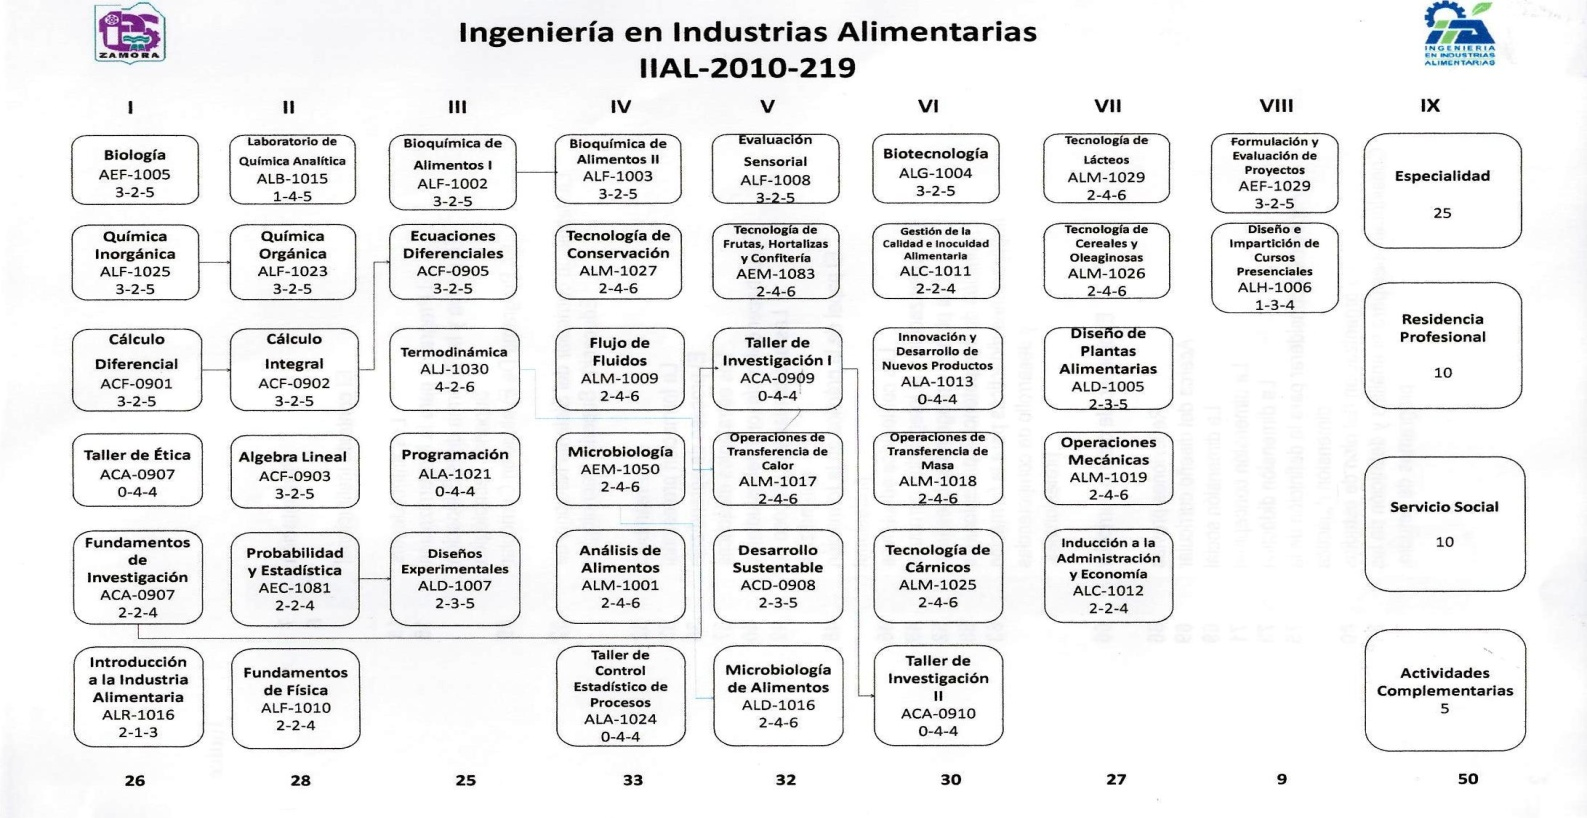 ZAMORA
Ingeniería en Industrias Alimentarias
IIAL-2010-219
INGENIERIA
EN INDUSTRIAS
ALIMENTARIAS
I
II
III
IV
V
VI
VII
VIII
IX
Biología
AEF-1005
3-2-5
Laboratorio de
Química Analítica
ALB-1015
1-4-5
Bioquímica de
Alimentos I
ALF-1002
3-2-5
Bioquímica de
Alimentos II
ALF-1003
3-2-5
Evaluación
Sensorial
ALF-1008
3-2-5
Biotecnología
ALG-1004
3-2-5
Tecnología de
Lácteos
ALM-1029
2-4-6
Formulación y
Evaluación de
Proyectos
AEF-1029
3-2-5
Especialidad
25
Química
Inorgánica
ALF-1025
3-2-5
Química
Orgánica
ALF-1023
3-2-5
Ecuaciones
Diferenciales
ACF-0905
3-2-5
Tecnología de
Conservación
ALM-1027
2-4-6
Tecnología de
Frutas, Hortalizas
y Confitería
AEM-1083
2-4-6
Gestión de la
Calidad e Inocuidad
Alimentaria
ALC-1011
2-2-4
Tecnología de
Cereales y
Oleaginosas
ALM-1026
2-4-6
Diseño e
Impartición de
Cursos
Presenciales
ALH-1006
1-3-4
Residencia
Profesional
10
Cálculo
Diferencial
ACF-0901
3-2-5
Cálculo
Integral
ACF-0902
3-2-5
Termodinámica
ALJ-1030
4-2-6
Flujo de
Fluidos
ALM-1009
2-4-6
Taller de
Investigación I
ACA-0909
0-4-4
Innovación y
Desarrollo de
Nuevos Productos
ALA-1013
0-4-4
Diseño de
Plantas
Alimentarias
ALD-1005
2-3-5
Taller de Ética
ACA-0907
0-4-4
Algebra Lineal
ACF-0903
3-2-5
Programación
ALA-1021
0-4-4
Microbiología
AEM-1050
2-4-6
Operaciones de
Transferencia de
Calor
ALM-1017
2-4-6
Operaciones de
Transferencia de
Masa
ALM-1018
2-4-6
Operaciones
Mecánicas
ALM-1019
2-4-6
Servicio Social
10
Fundamentos
de
Investigación
ACA-0907
2-2-4
Probabilidad
y Estadística
AEC-1081
2-2-4
Diseños
Experimentales
ALD-1007
2-3-5
Análisis de
Alimentos
ALM-1001
2-4-6
Desarrollo
Sustentable
ACD-0908
2-3-5
Tecnología de
Cárnicos
ALM-1025
2-4-6
Inducción a la
Administración
y Economía
ALC-1012
2-2-4
Introducción
a la Industria
Alimentaria
ALR-1016
2-1-3
Fundamentos
de Física
ALF-1010
2-2-4
Taller de
Control
Estadístico de
Procesos
ALA-1024
0-4-4
Microbiología
de Alimentos
ALD-1016
2-4-6
Taller de
Investigación
II
ACA-0910
0-4-4
Actividades
Complementarias
5
26
28
25
33
32
30
27
9
50